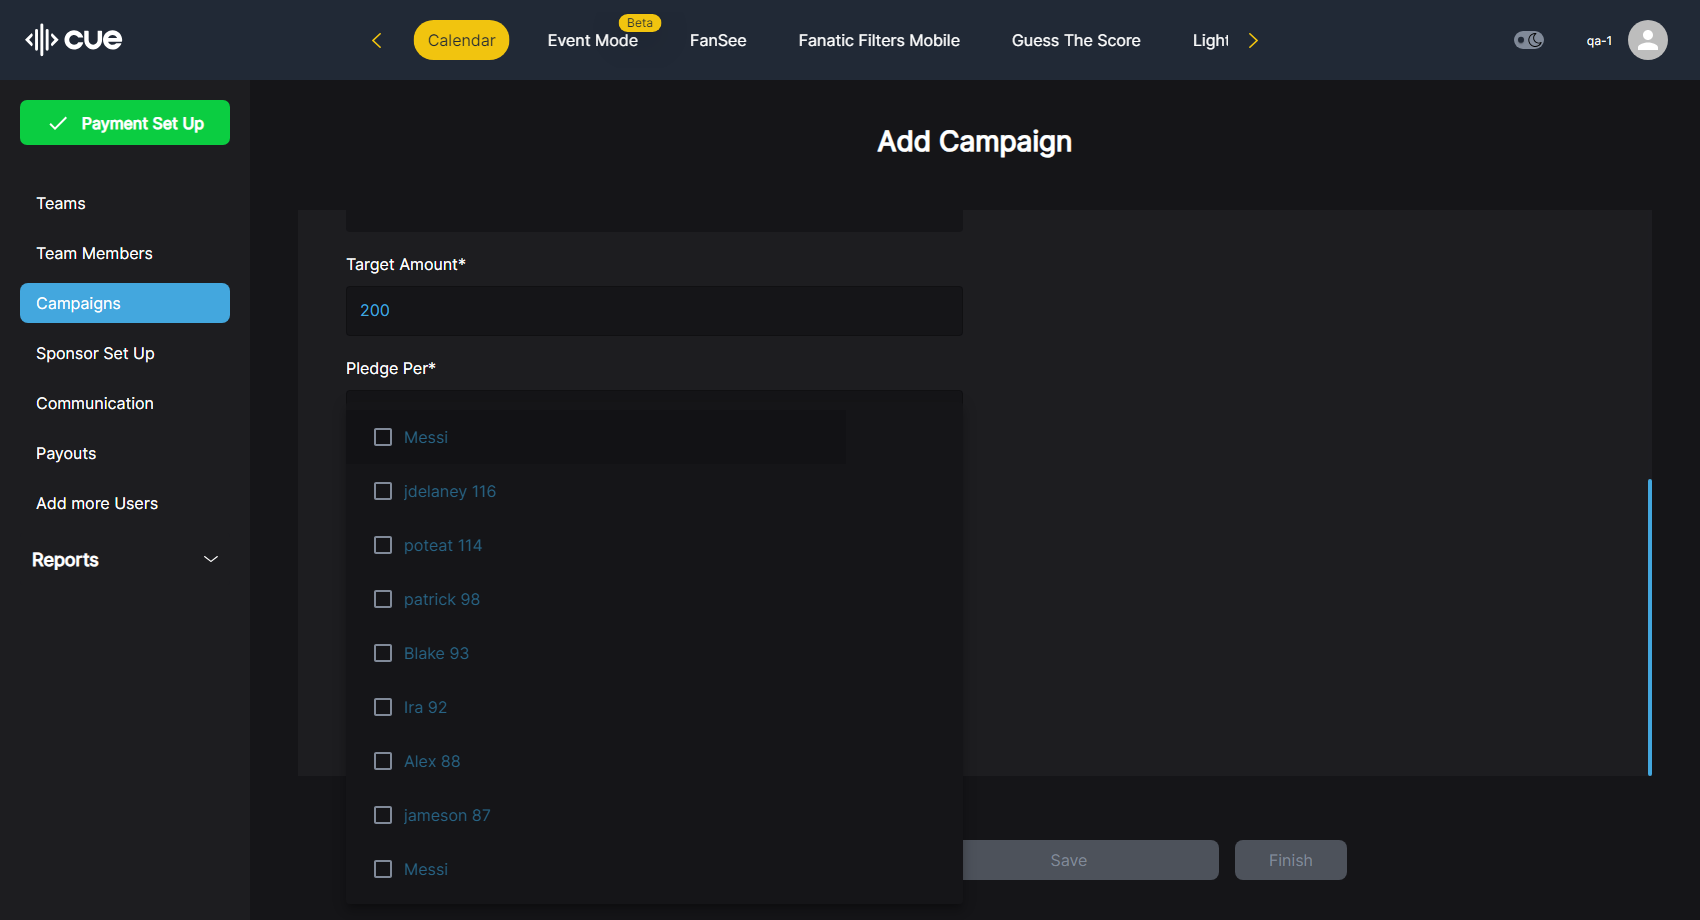 cue
Calendar
Event Mode
Beta
FanSee
Fanatic Filters Mobile
Guess The Score
Light
qa-1
Payment Set Up
Teams
Team Members
Campaigns
Sponsor Set Up
Communication
Payouts
Add more Users
Reports
Add Campaign
Target Amount*
200
Pledge Per*
Messi
jdelaney 116
poteat 114
patrick 98
Blake 93
Ira 92
Alex 88
jameson 87
Messi
Save
Finish